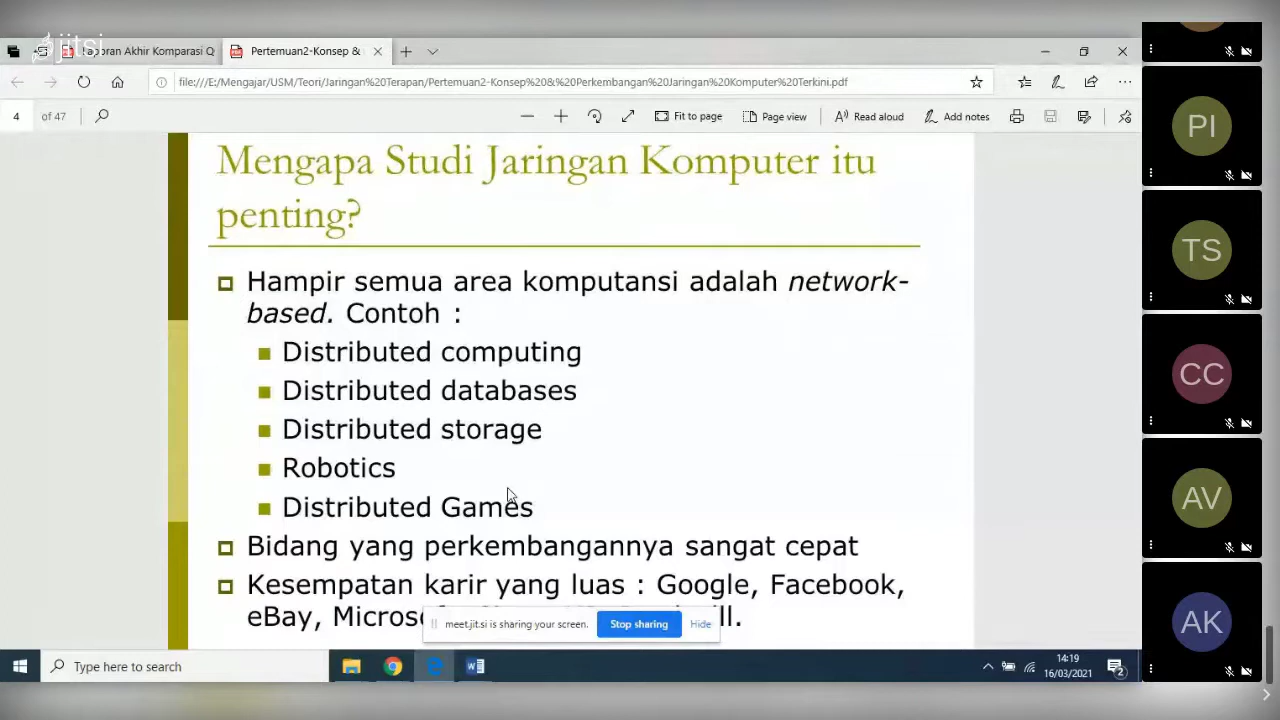 jitsi
poran Akhir Komparasi Q
Pertemuan2-Konsep &
file:///E:/Mengajar/USM/Teori/Jaringan%20Terapan/Pertemuan2-Konsep%20&%20Perkembangan%20Jaringan%20Komputer%20Terkini.pdf
4 of 47
Fit to page
Page view
Read aloud
Add notes
Mengapa Studi Jaringan Komputer itu
penting?
Hampir semua area komputansi adalah network-
based. Contoh :
Distributed computing
Distributed databases
Distributed storage
Robotics
Distributed Games
Bidang yang perkembangannya sangat cepat
Kesempatan karir yang luas : Google, Facebook,
eBay,
meet.jit.si is sharing your screen.
Stop sharing
Hide
Type here to search
14:19
16/03/2021
2
PI
TS
CC
AV
AK